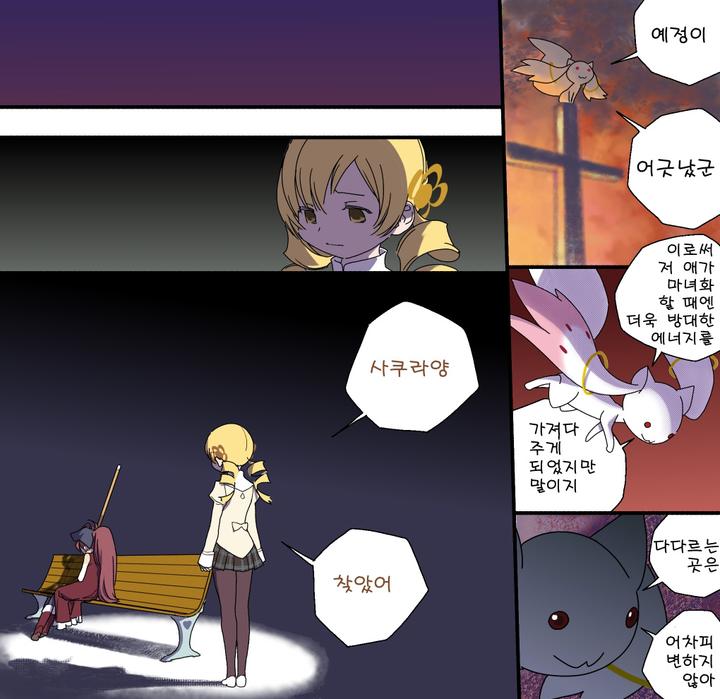 예정이
어긋났군
이로써
저 애가
마녀화
할 때엔
더욱 방대한
에너지를
가져다
주게
되었지만
말이지
다다르는
곳은
어차피
변하지
않아
사쿠라양
찾았어